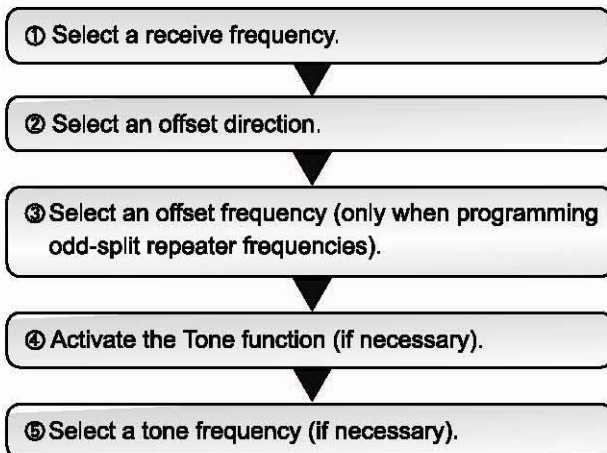 ① Select a receive frequency.
② Select an offset direction.
③ Select an offset frequency (only when programming
odd-split repeater frequencies).
④ Activate the Tone function (if necessary).
⑤ Select a tone frequency (if necessary).